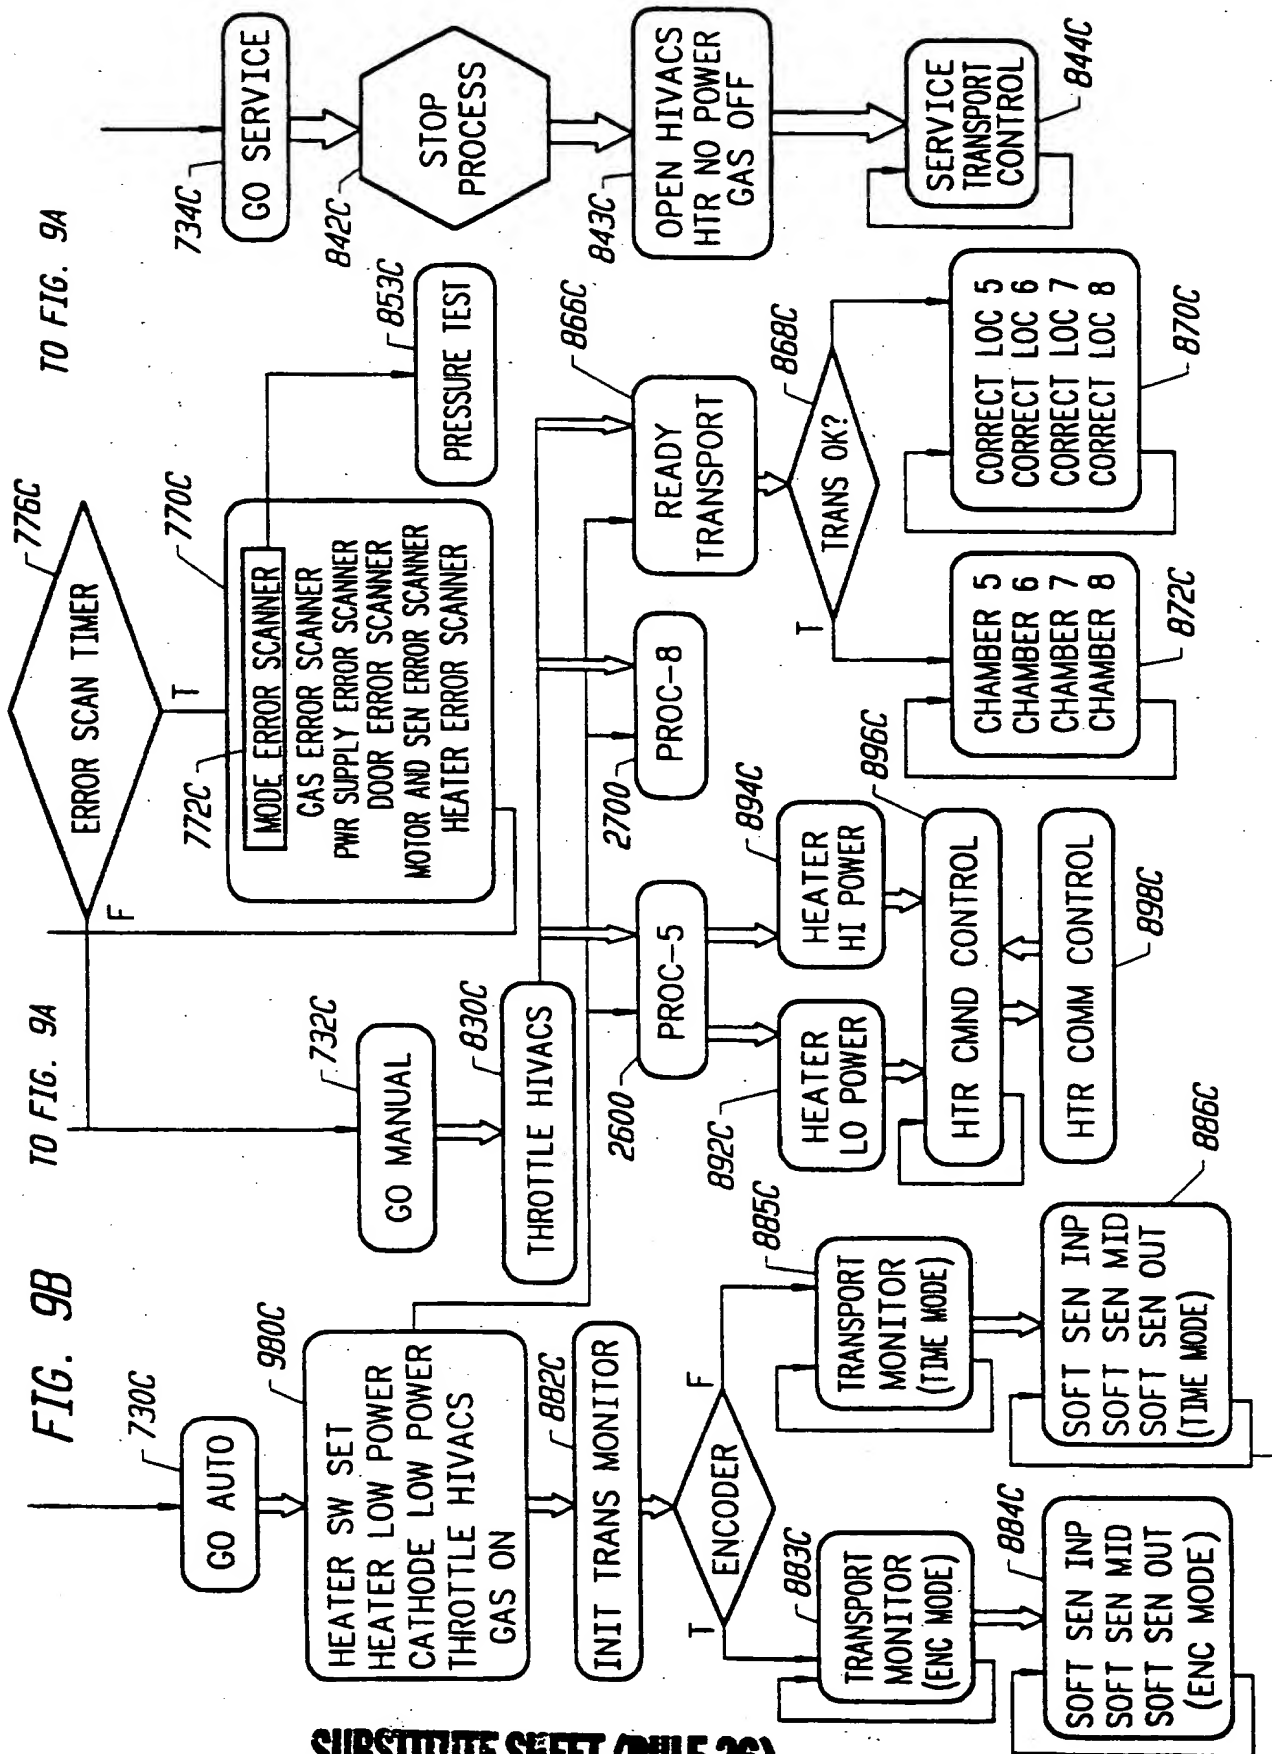 FIG. 9B
TO FIG. 9A
TO FIG. 9A
730C
GO AUTO
980C
HEATER SW SET
HEATER LOW POWER
CATHODE LOW POWER
THROTTLE HIVACS
GAS ON
882C
INIT TRANS MONITOR
ENCODER
T
F
883C
TRANSPORT
MONITOR
(ENC MODE)
885C
TRANSPORT
MONITOR
(TIME MODE)
884C
SOFT SEN INP
SOFT SEN MID
SOFT SEN OUT
(ENC MODE)
886C
SOFT SEN INP
SOFT SEN MID
SOFT SEN OUT
(TIME MODE)
776C
ERROR SCAN TIMER
F
T
732C
GO MANUAL
830C
THROTTLE HIVACS
772C
770C
MODE ERROR SCANNER
GAS ERROR SCANNER
PWR SUPPLY ERROR SCANNER
DOOR ERROR SCANNER
MOTOR AND SEN ERROR SCANNER
HEATER ERROR SCANNER
853C
PRESSURE TEST
2600
PROC-5
2700
PROC-8
866C
READY
TRANSPORT
892C
HEATER
LO POWER
894C
HEATER
HI POWER
896C
HTR CMND CONTROL
HTR COMM CONTROL
898C
868C
TRANS OK?
T
CHAMBER 5
CHAMBER 6
CHAMBER 7
CHAMBER 8
872C
CORRECT LOC 5
CORRECT LOC 6
CORRECT LOC 7
CORRECT LOC 8
870C
734C
GO SERVICE
842C
STOP
PROCESS
843C
OPEN HIVACS
HTR NO POWER
GAS OFF
SERVICE
TRANSPORT
CONTROL
844C
SUBSTITUTE SHEET (RULE 26)